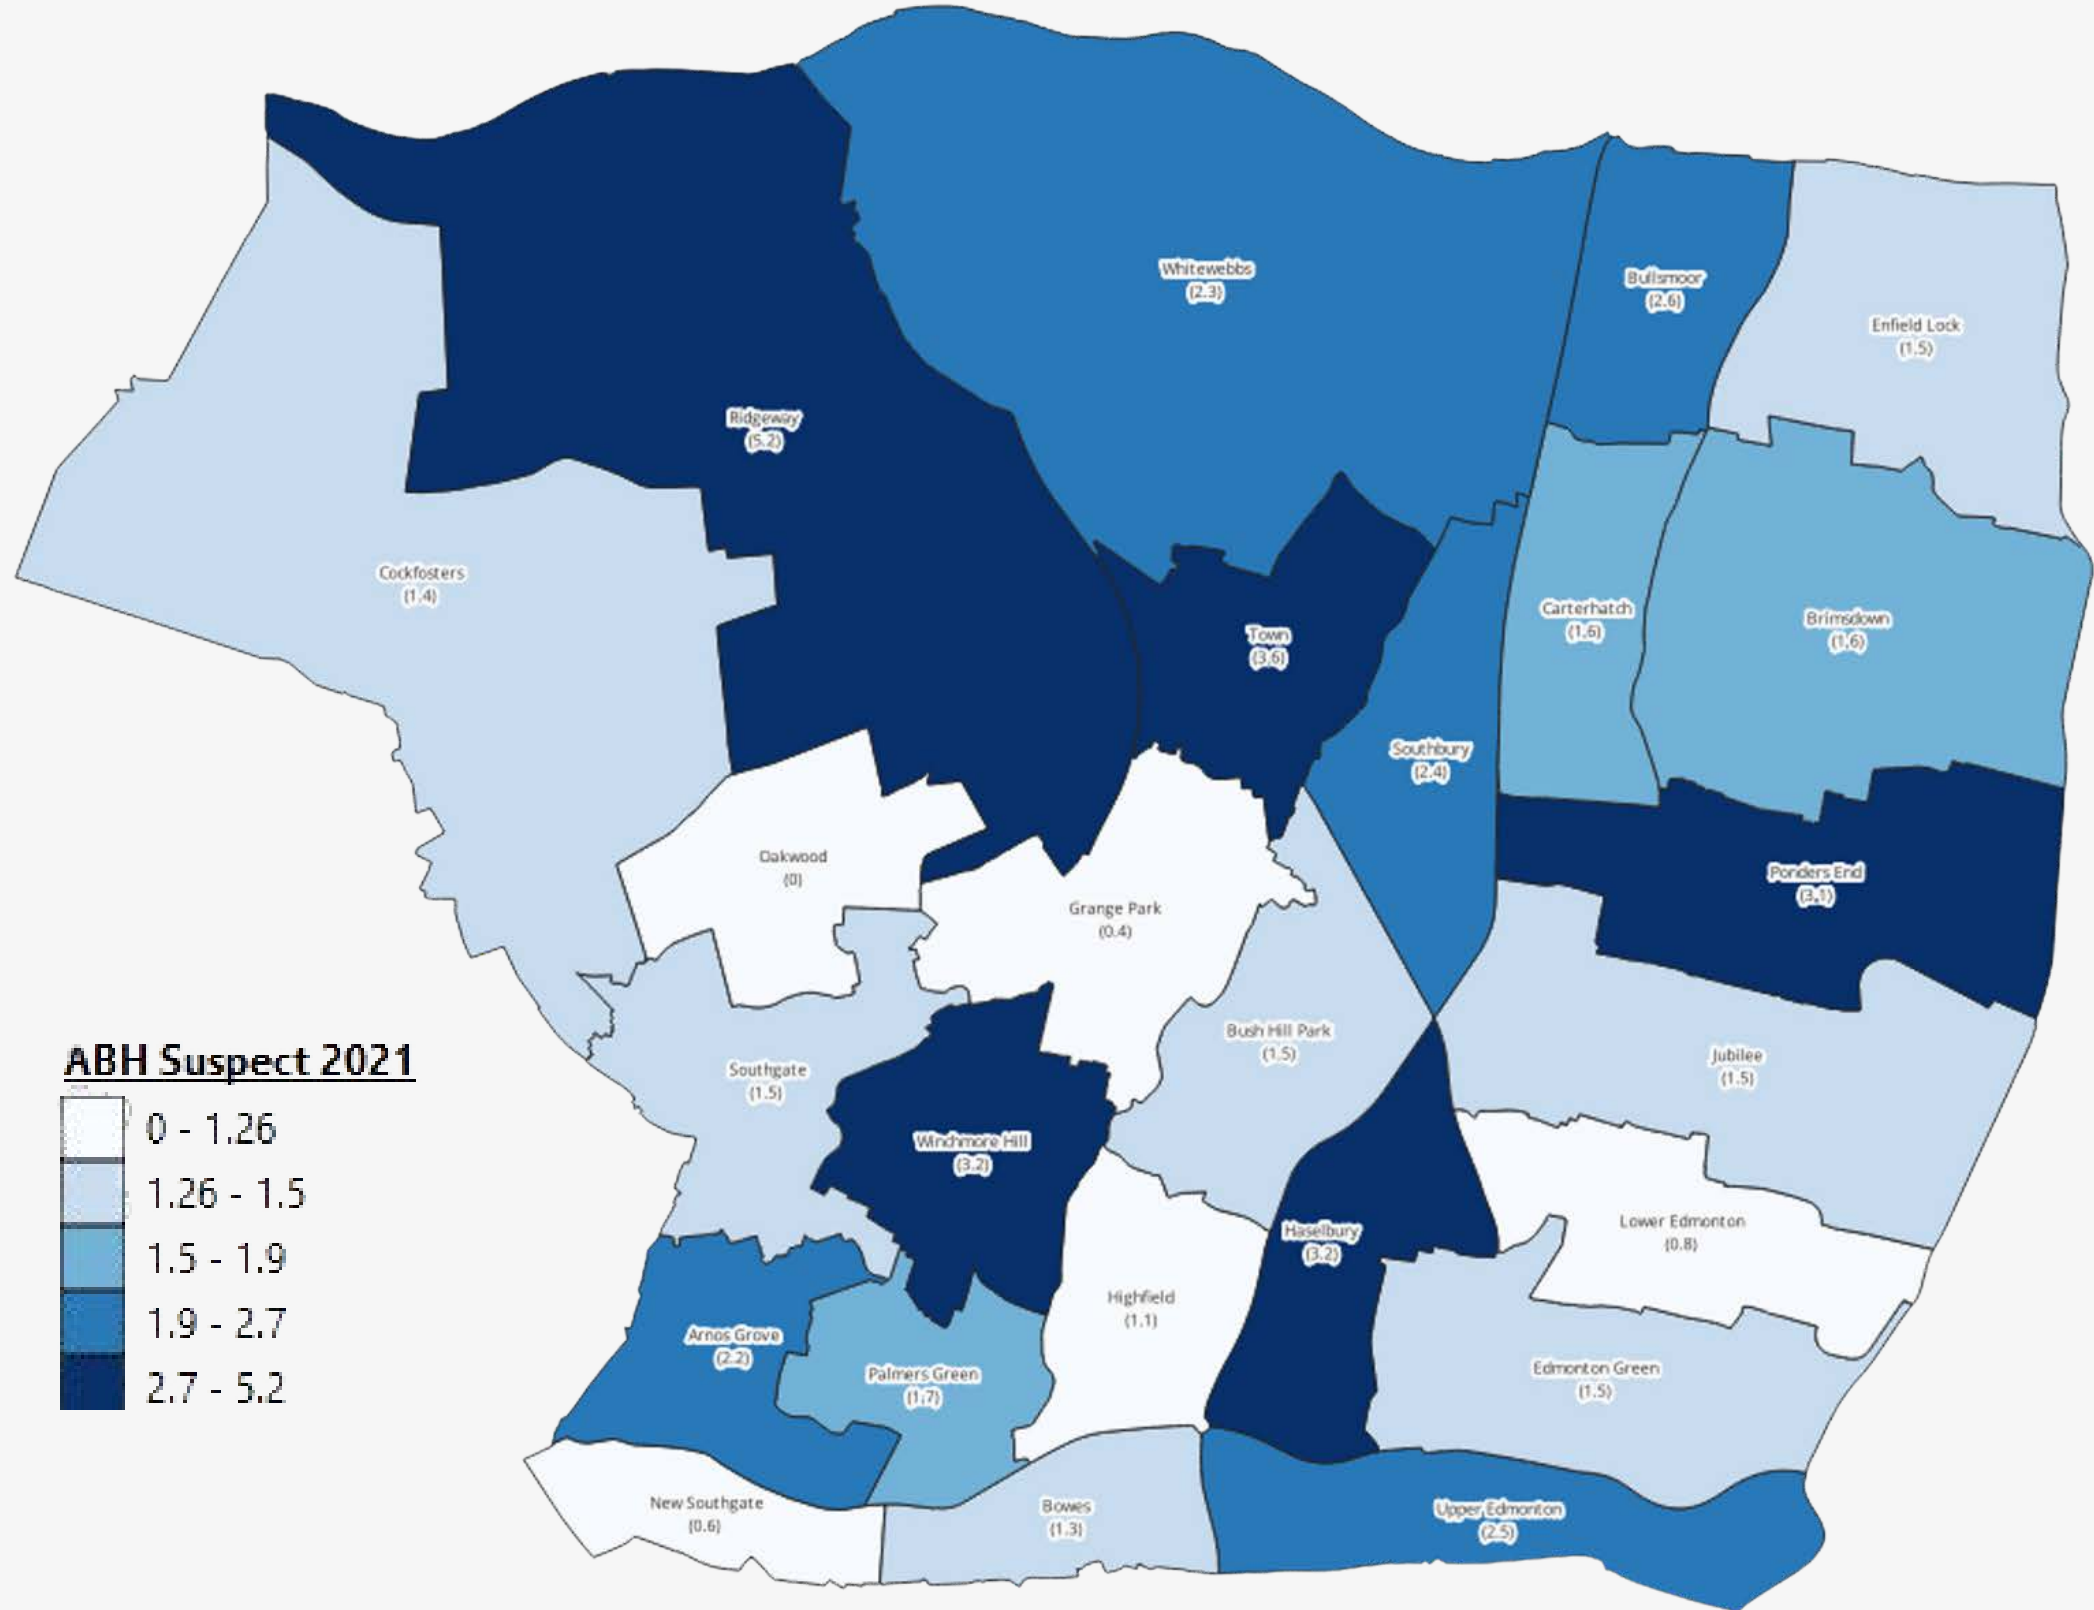 Whitewebbs
(2.3)
Bullsmoor
(2.6)
Enfield Lock
(1.5)
Ridgeway
(5.2)
Cockfosters
(1.4)
Carterhatch
(1.6)
Brimsdown
(1.6)
Town
(3.6)
Southbury
(2.4)
Oakwood
(0)
Ponders End
(3.1)
Grange Park
(0.4)
Bush Hill Park
(1.5)
Jubilee
(1.5)
Southgate
(1.5)
Winchmore Hill
(3.2)
Lower Edmonton
(0.8)
Haselbury
(3.2)
Highfield
(1.1)
Arnos Grove
(2.2)
Palmers Green
(1.7)
Edmonton Green
(1.5)
New Southgate
(0.6)
Bowes
(1.3)
Upper Edmonton
(2.5)
ABH Suspect 2021
0 - 1.26
1.26 - 1.5
1.5 - 1.9
1.9 - 2.7
2.7 - 5.2